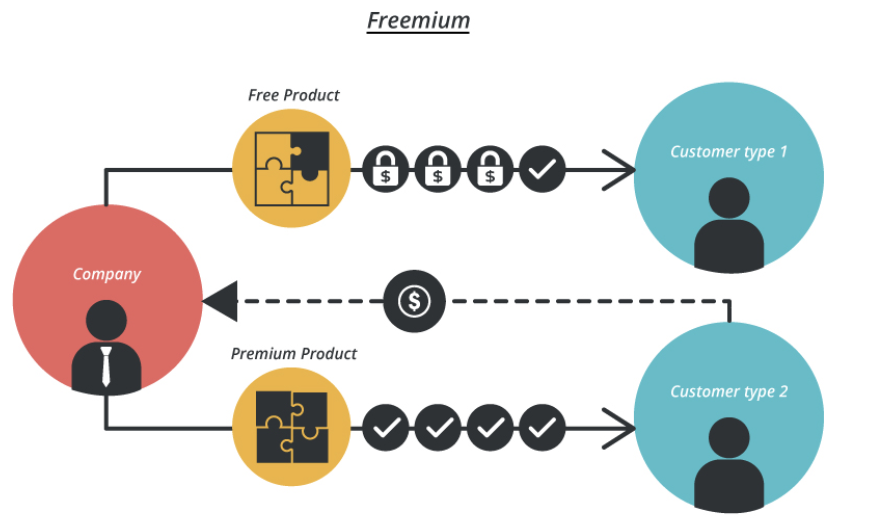 Freemium
Free Product
Customer type 1
$ $ $
Company
$
Premium Product
Customer type 2